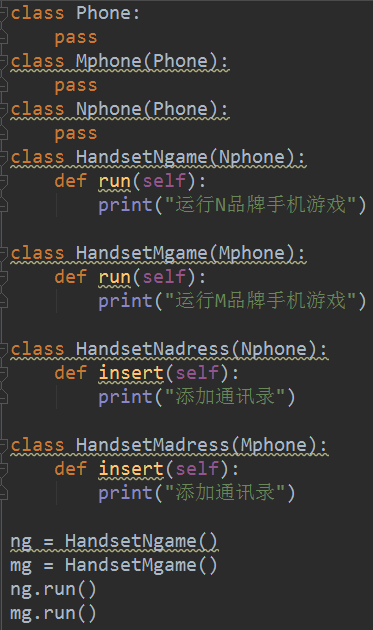 class Phone:
    pass
class Mphone(Phone):
    pass
class Nphone(Phone):
    pass
class HandsetNgame(Nphone):
    def run(self):
        print("运行N品牌手机游戏")

class HandsetMgame(Mphone):
    def run(self):
        print("运行M品牌手机游戏")

class HandsetNadress(Nphone):
    def insert(self):
        print("添加通讯录")

class HandsetMadress(Mphone):
    def insert(self):
        print("添加通讯录")

ng = HandsetNgame()
mg = HandsetMgame()
ng.run()
mg.run()